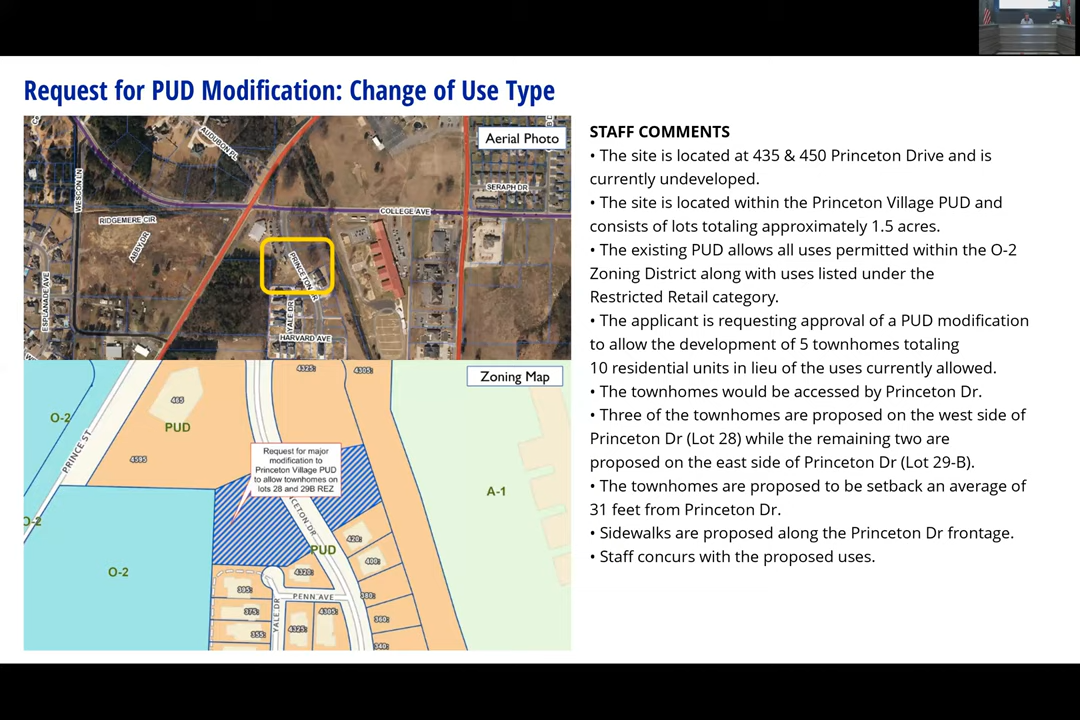 Request for PUD Modification: Change of Use Type
Aerial Photo
AUDUBON PL
WESCON LN
SERAPH DR
COLLEGE AVE
RIDGEMERE CIR
ABBY DR
PRINCETON DR
ESPLANADE AVE
YALE DR
HARVARD AVE
Zoning Map
4325
4305
465
O-2
PUD
PRINCE ST
4585
Request for major
modification to
Princeton Village PUD
to allow townhomes on
lots 28 and 29B REZ
A-1
O-2
CETON DR
PUD
420
400
O-2
4320
395
380
PENN AVE
375
4305
360
YALE DR
355
4325
340
STAFF COMMENTS
• The site is located at 435 & 450 Princeton Drive and is
currently undeveloped.
• The site is located within the Princeton Village PUD and
consists of lots totaling approximately 1.5 acres.
• The existing PUD allows all uses permitted within the O-2
Zoning District along with uses listed under the
Restricted Retail category.
• The applicant is requesting approval of a PUD modification
to allow the development of 5 townhomes totaling
10 residential units in lieu of the uses currently allowed.
• The townhomes would be accessed by Princeton Dr.
• Three of the townhomes are proposed on the west side of
Princeton Dr (Lot 28) while the remaining two are
proposed on the east side of Princeton Dr (Lot 29-B).
• The townhomes are proposed to be setback an average of
31 feet from Princeton Dr.
• Sidewalks are proposed along the Princeton Dr frontage.
• Staff concurs with the proposed uses.